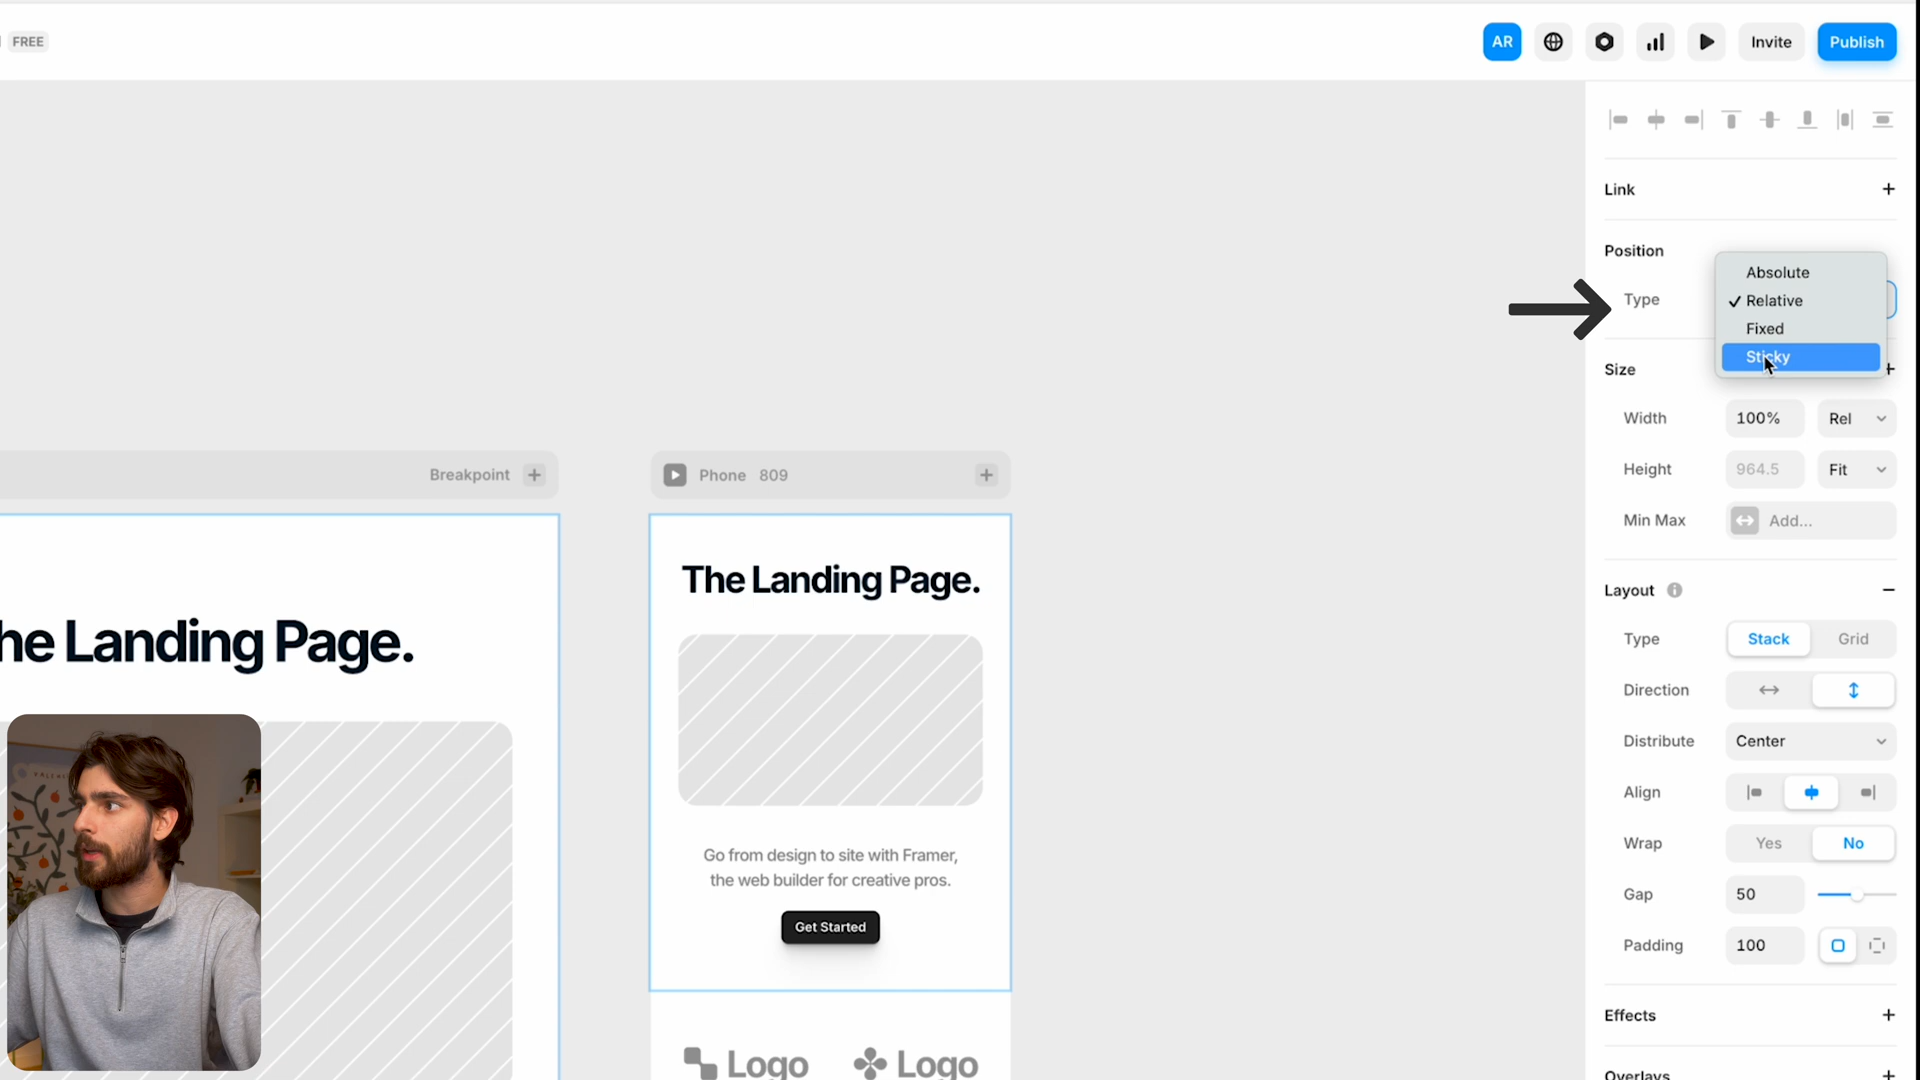 FREE
AR
Invite
Publish
Link
Position
Absolute
Type
Relative
Fixed
Sticky
Size
Width 100% Rel
Height 964.5 Fit
Min Max Add...
Breakpoint
Phone 809
The Landing Page.
he Landing Page.
Layout
Type Stack Grid
Direction
Distribute Center
Align
Wrap Yes No
Gap 50
Padding 100
Go from design to site with Framer,
the web builder for creative pros.
Get Started
Effects
Logo Logo
Overlays